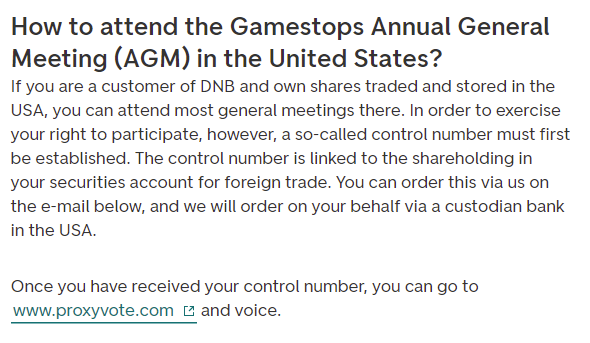 How to attend the Gamestops Annual General
Meeting (AGM) in the United States?
If you are a customer of DNB and own shares traded and stored in the
USA, you can attend most general meetings there. In order to exercise
your right to participate, however, a so-called control number must first
be established. The control number is linked to the shareholding in
your securities account for foreign trade. You can order this via us on
the e-mail below, and we will order on your behalf via a custodian bank
in the USA.
Once you have received your control number, you can go to
www.proxyvote.com and voice.